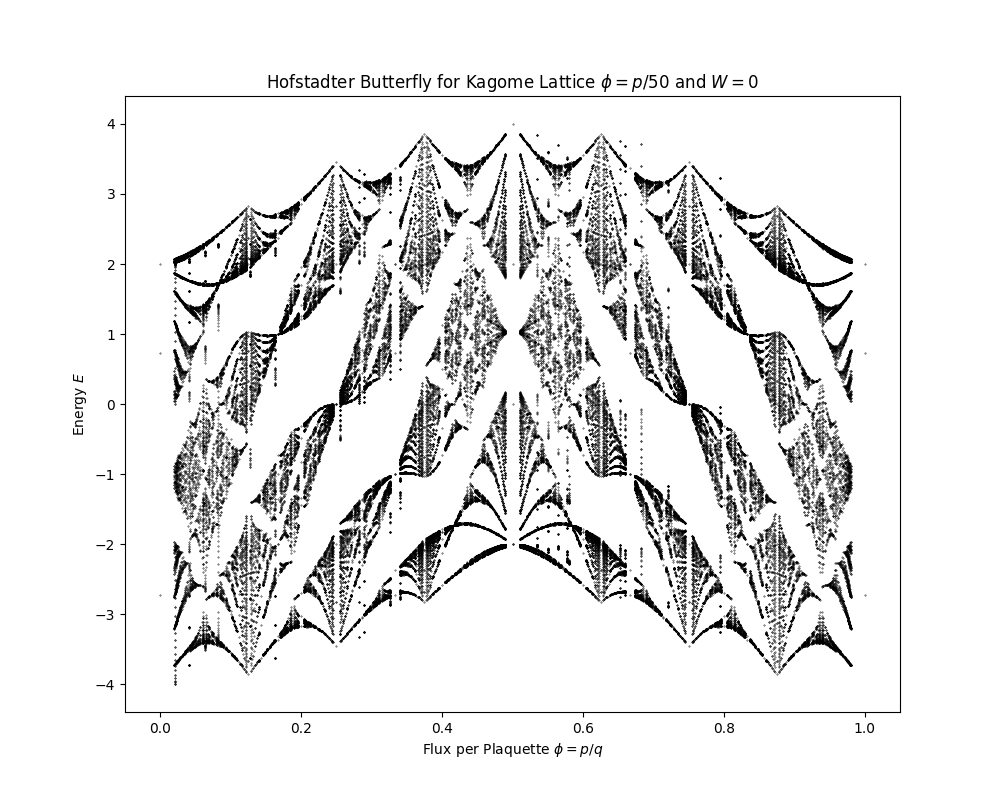 Hofstadter Butterfly for Kagome Lattice ϕ = p/50 and W = 0
4
3
2
1
0
−1
−2
−3
−4
Energy E
0.0 0.2 0.4 0.6 0.8 1.0
Flux per Plaquette ϕ = p/q